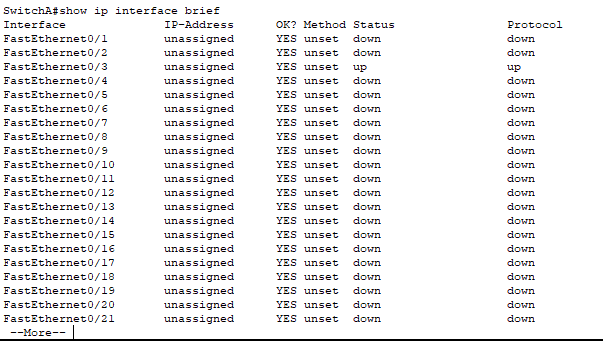 SwitchA#show ip interface brief
Interface IP-Address OK? Method Status Protocol
FastEthernet0/1 unassigned YES unset down down
FastEthernet0/2 unassigned YES unset down down
FastEthernet0/3 unassigned YES unset up up
FastEthernet0/4 unassigned YES unset down down
FastEthernet0/5 unassigned YES unset down down
FastEthernet0/6 unassigned YES unset down down
FastEthernet0/7 unassigned YES unset down down
FastEthernet0/8 unassigned YES unset down down
FastEthernet0/9 unassigned YES unset down down
FastEthernet0/10 unassigned YES unset down down
FastEthernet0/11 unassigned YES unset down down
FastEthernet0/12 unassigned YES unset down down
FastEthernet0/13 unassigned YES unset down down
FastEthernet0/14 unassigned YES unset down down
FastEthernet0/15 unassigned YES unset down down
FastEthernet0/16 unassigned YES unset down down
FastEthernet0/17 unassigned YES unset down down
FastEthernet0/18 unassigned YES unset down down
FastEthernet0/19 unassigned YES unset down down
FastEthernet0/20 unassigned YES unset down down
FastEthernet0/21 unassigned YES unset down down
--More--